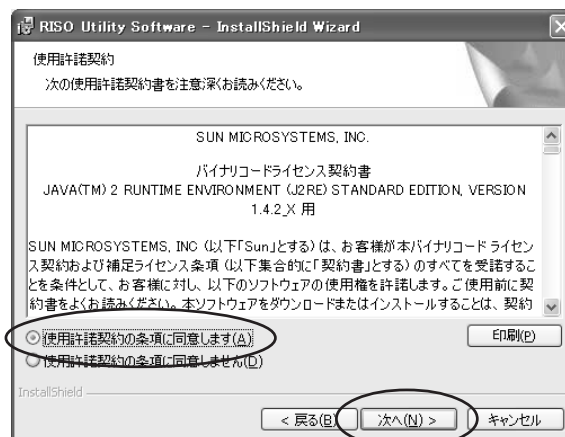 RISO Utility Software - InstallShield Wizard
使用許諾契約
次の使用許諾契約書を注意深くお読みください。
SUN MICROSYSTEMS, INC.
バイナリコードライセンス契約書
JAVA(TM) 2 RUNTIME ENVIRONMENT (J2RE) STANDARD EDITION, VERSION
1.4.2_X 用
SUN MICROSYSTEMS, INC (以下「Sun」とする) は、お客様が本バイナリコード ライセン
ス契約および補足ライセンス条項 (以下集合的に「契約書」とする) のすべてを受諾するこ
とを条件として、お客様に対し、以下のソフトウェアの使用権を許諾します。ご使用前に契
約書をよくお読みください。本ソフトウェアをダウンロードまたはインストールすることは、契約
使用許諾契約の条項に同意します(A)
印刷(P)
使用許諾契約の条項に同意しません(D)
InstallShield
< 戻る(B)
次へ(N) >
キャンセル